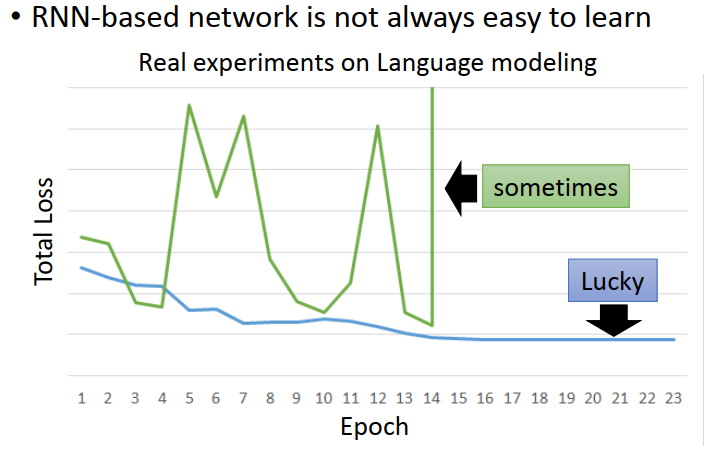 • RNN-based network is not always easy to learn
Real experiments on Language modeling
Total Loss
sometimes
Lucky
1 2 3 4 5 6 7 8 9 10 11 12 13 14 15 16 17 18 19 20 21 22 23
Epoch